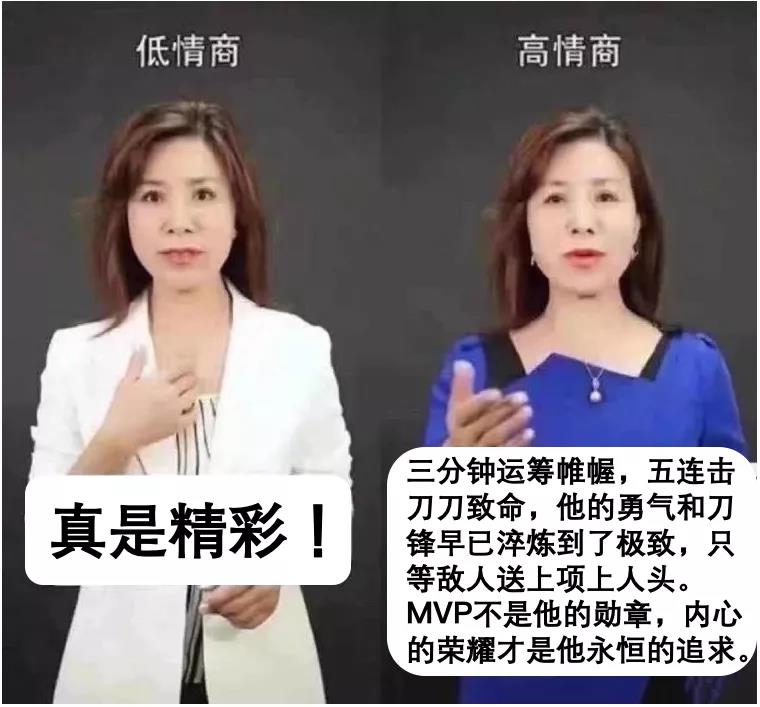 低情商
高情商
真是精彩！
三分钟运筹帷幄，五连击
刀刀致命，他的勇气和刀
锋早已淬炼到了极致，只
等敌人送上项上人头。
MVP不是他的勋章，内心
的荣耀才是他永恒的追求。